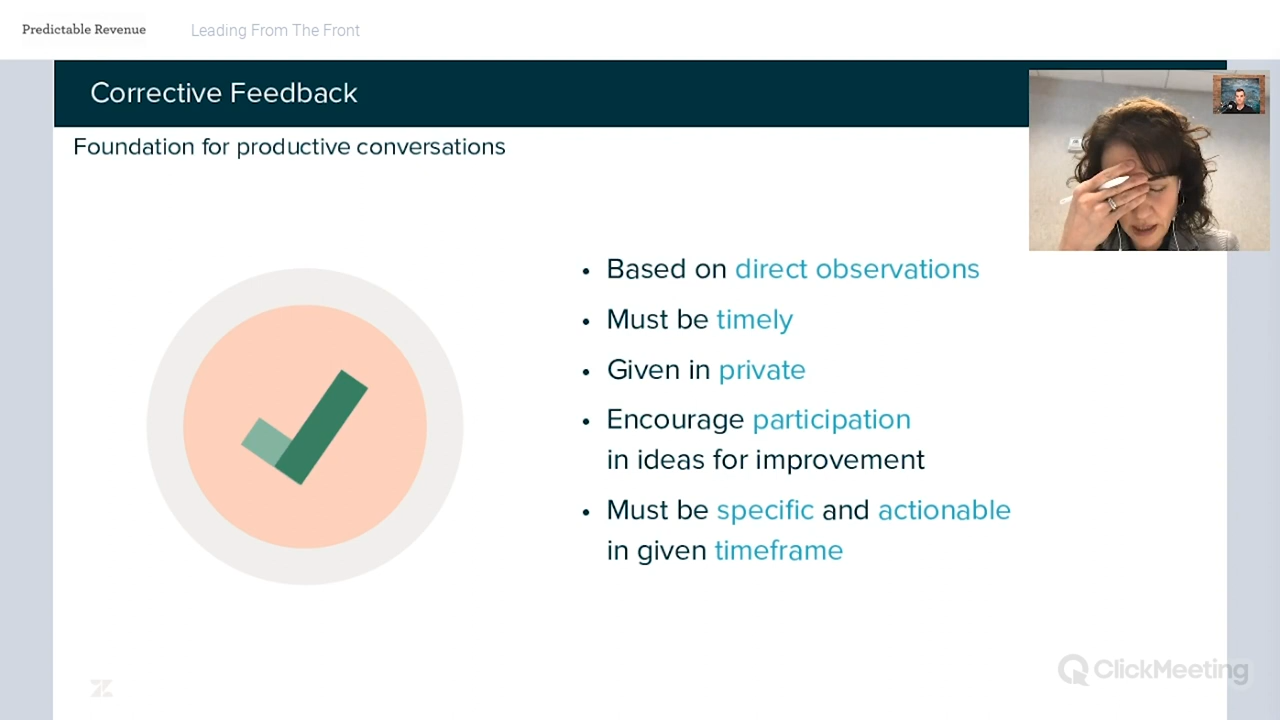 Predictable Revenue
Leading From The Front
Corrective Feedback
Foundation for productive conversations
• Based on direct observations
• Must be timely
• Given in private
• Encourage participation
in ideas for improvement
• Must be specific and actionable
in given timeframe
ClickMeeting